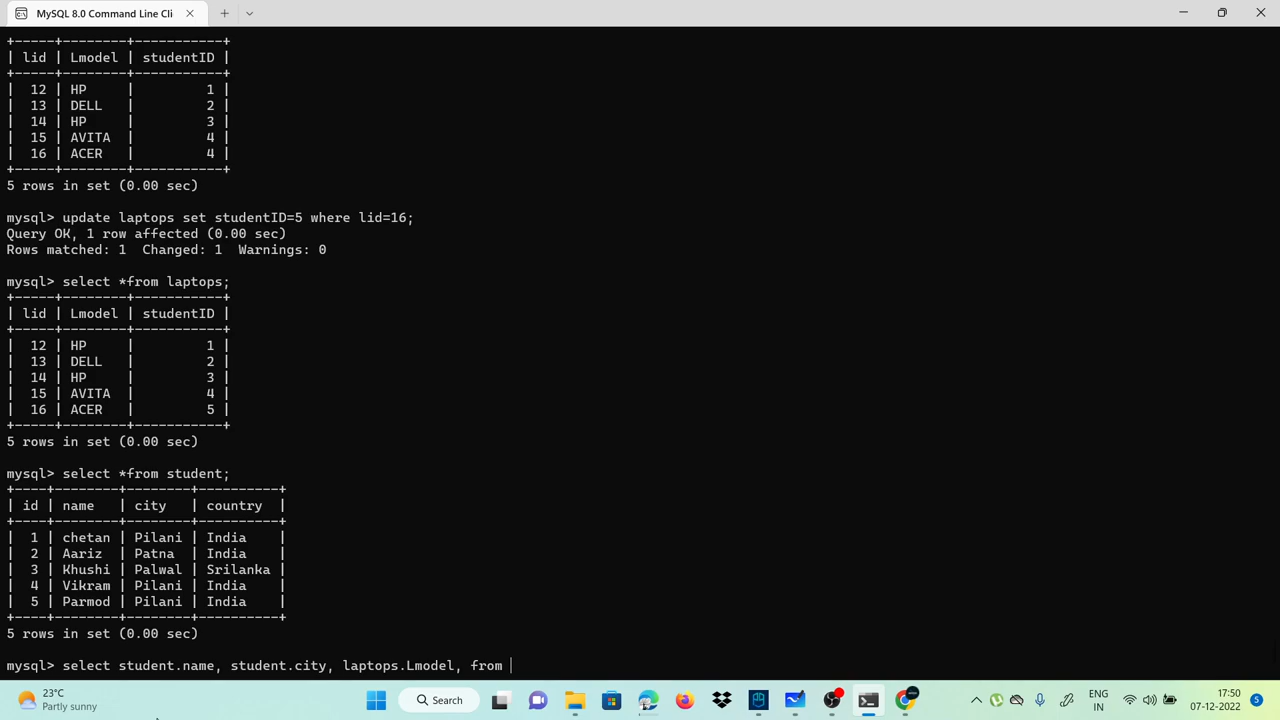 MySQL 8.0 Command Line Cli
+-----+--------+-----------+
| lid | Lmodel | studentID |
+-----+--------+-----------+
|  12 | HP     |         1 |
|  13 | DELL   |         2 |
|  14 | HP     |         3 |
|  15 | AVITA  |         4 |
|  16 | ACER   |         4 |
+-----+--------+-----------+
5 rows in set (0.00 sec)
mysql> update laptops set studentID=5 where lid=16;
Query OK, 1 row affected (0.00 sec)
Rows matched: 1  Changed: 1  Warnings: 0
mysql> select *from laptops;
+-----+--------+-----------+
| lid | Lmodel | studentID |
+-----+--------+-----------+
|  12 | HP     |         1 |
|  13 | DELL   |         2 |
|  14 | HP     |         3 |
|  15 | AVITA  |         4 |
|  16 | ACER   |         5 |
+-----+--------+-----------+
5 rows in set (0.00 sec)
mysql> select *from student;
+----+--------+--------+----------+
| id | name   | city   | country  |
+----+--------+--------+----------+
|  1 | chetan | Pilani | India    |
|  2 | Aariz  | Patna  | India    |
|  3 | Khushi | Palwal | Srilanka |
|  4 | Vikram | Pilani | India    |
|  5 | Parmod | Pilani | India    |
+----+--------+--------+----------+
5 rows in set (0.00 sec)
mysql> select student.name, student.city, laptops.Lmodel, from
23°C
Partly sunny
Search
ENG
IN
17:50
07-12-2022
5